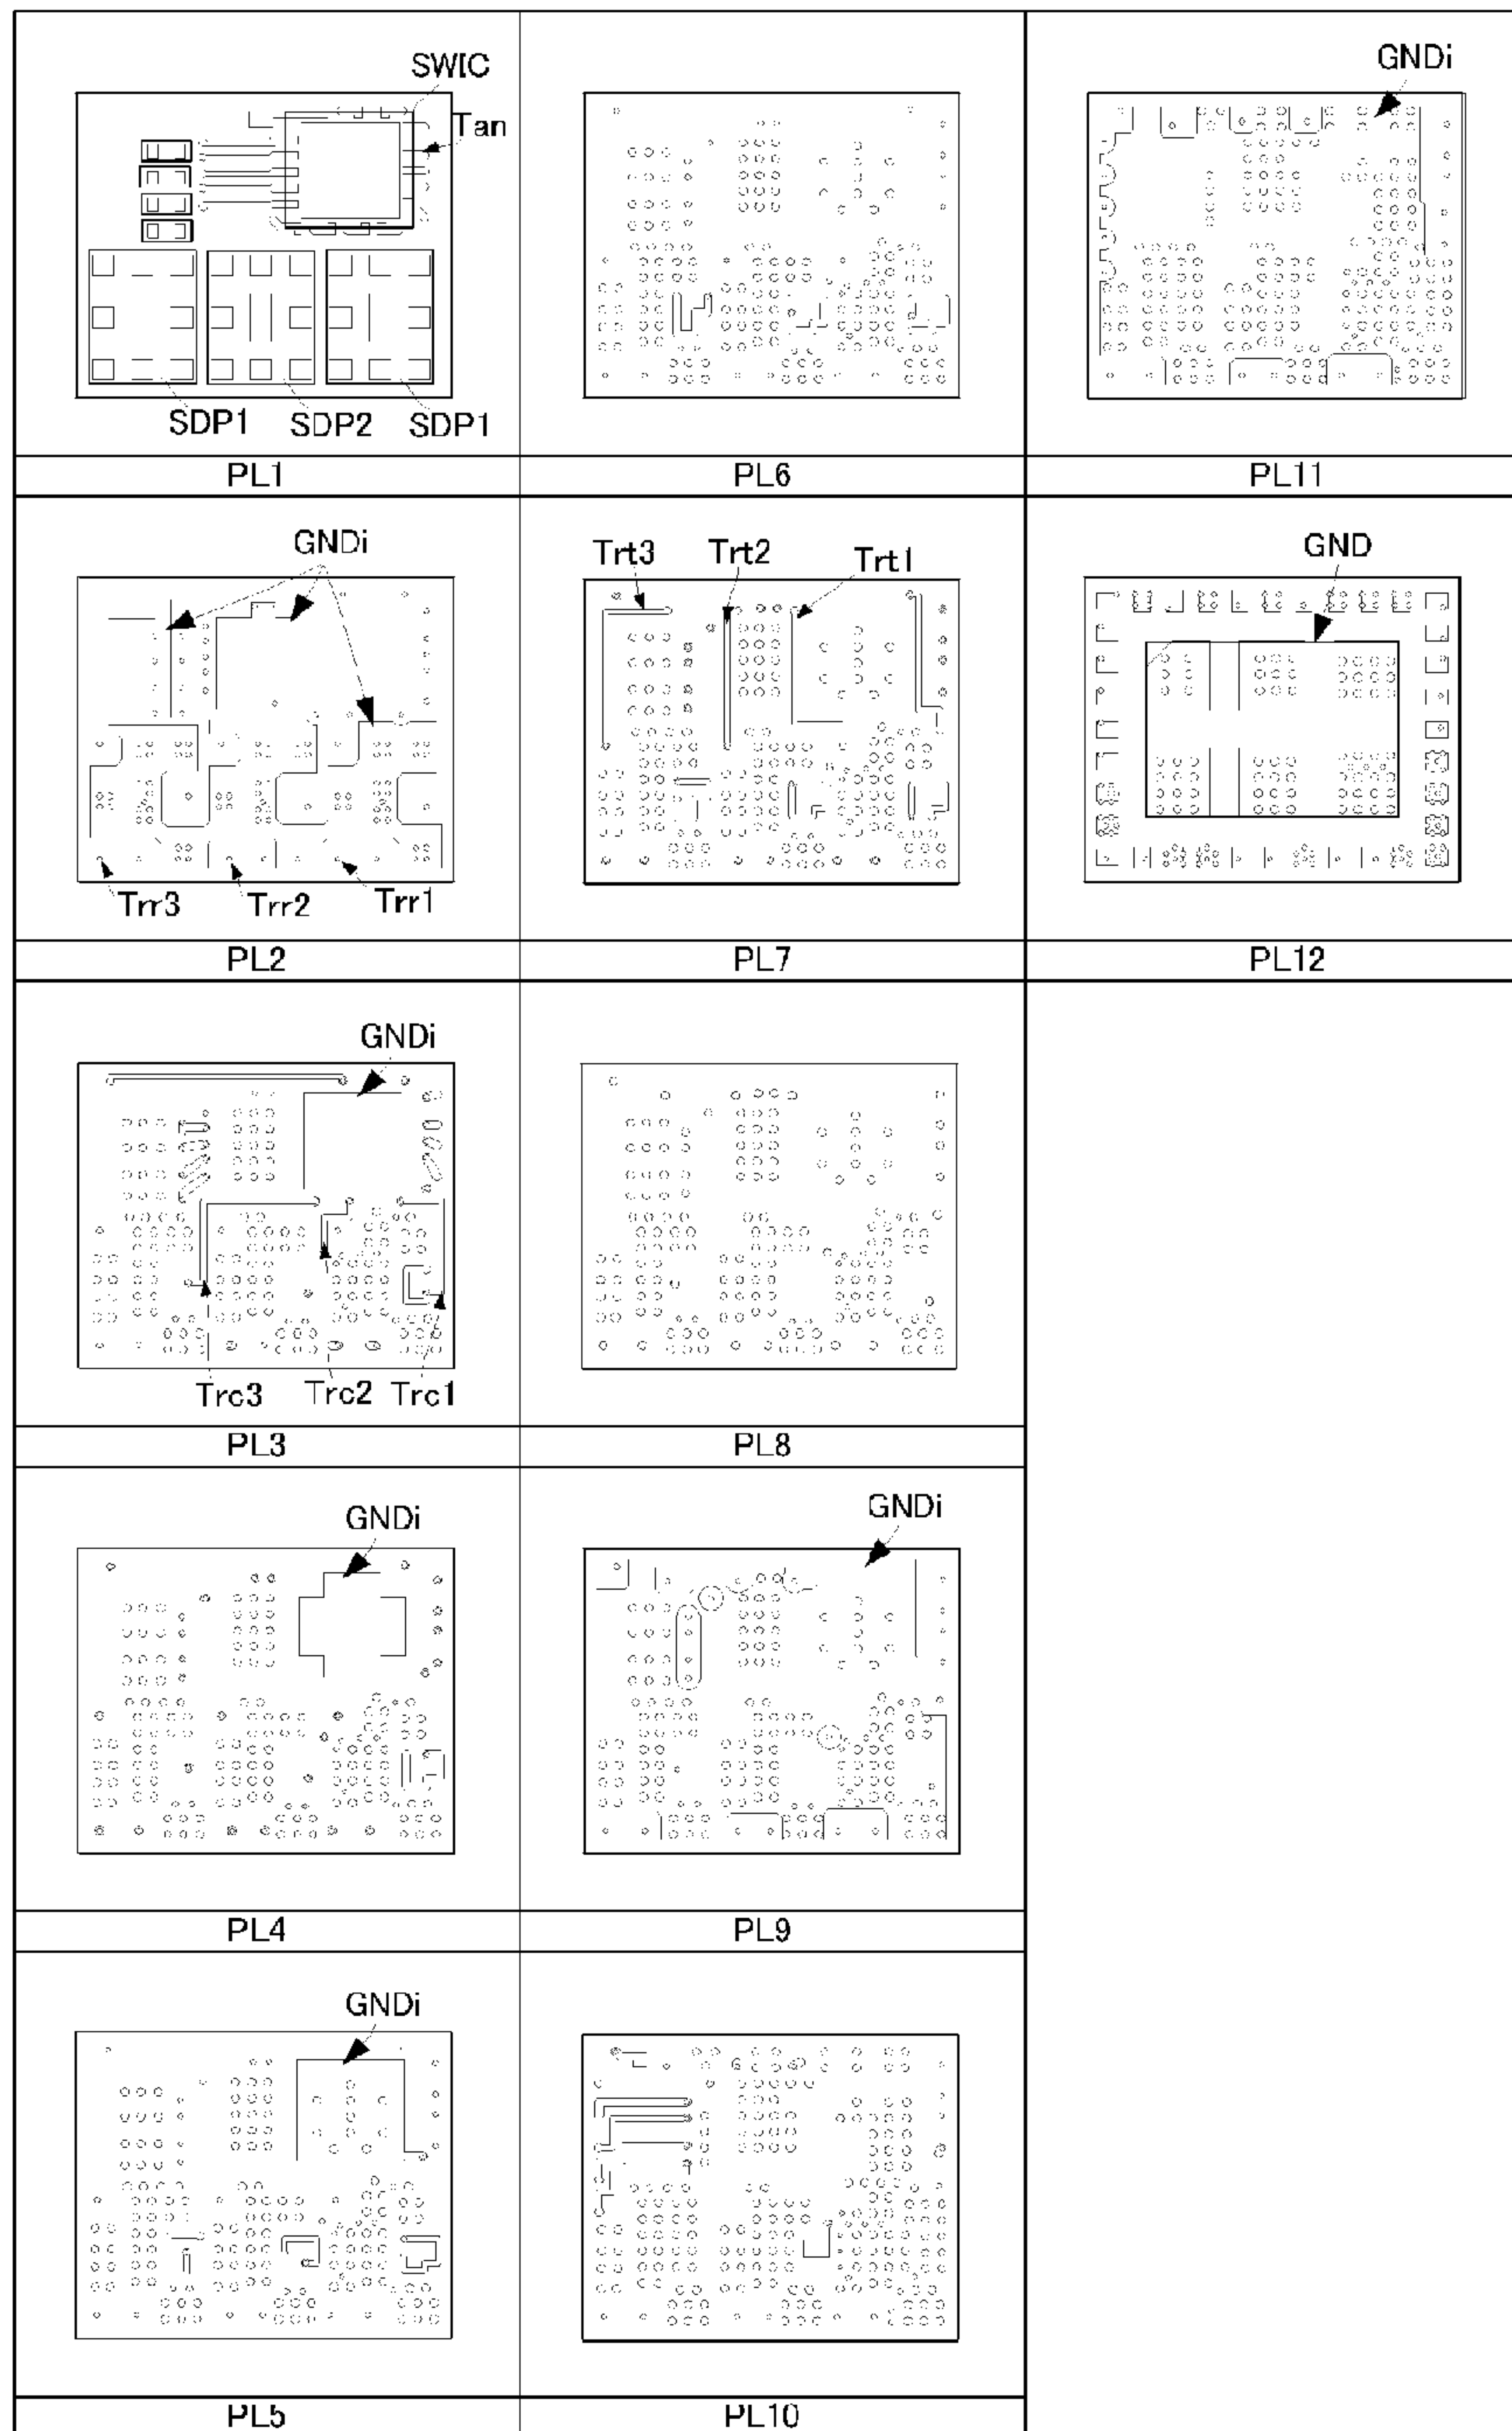 SWIC
Tan
SDP1 SDP2 SDP1
PL1
PL6
GNDi
PL11
GNDi
Trr3 Trr2 Trr1
PL2
Trt3 Trt2 Trt1
PL7
GND
PL12
GNDi
Trc3 Trc2 Trc1
PL3
PL8
GNDi
PL4
GNDi
PL9
GNDi
PL5
PL10